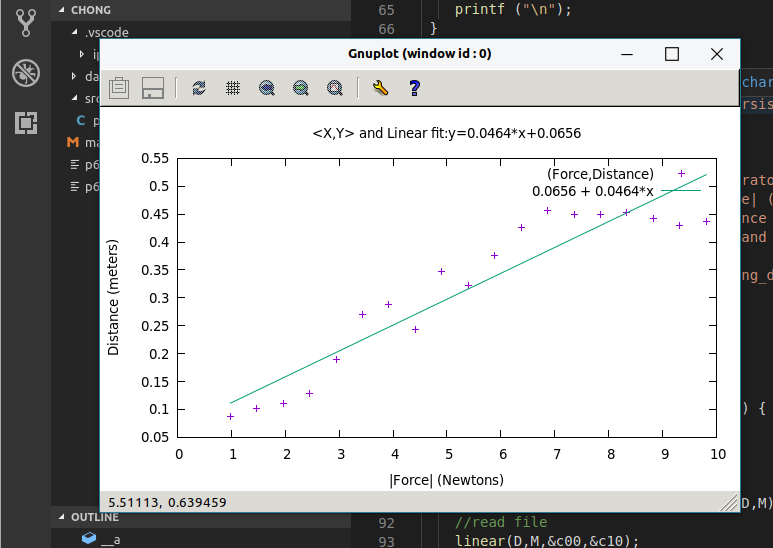 CHONG
.vscode
ip
da
src
C p
M ma
p6
p6
65 printf ("\n");
66 }
Gnuplot (window id : 0)
<X,Y> and Linear fit:y=0.0464*x+0.0656
(Force,Distance)
0.0656 + 0.0464*x
Distance (meters)
0.55
0.5
0.45
0.4
0.35
0.3
0.25
0.2
0.15
0.1
0.05
0 1 2 3 4 5 6 7 8 9 10
|Force| (Newtons)
5.51113, 0.639459
char
rsis
rato
e| (
nce
and
ng_d
) {
D,M)
OUTLINE
__a
92 //read file
93 linear(D,M,&c00,&c10);